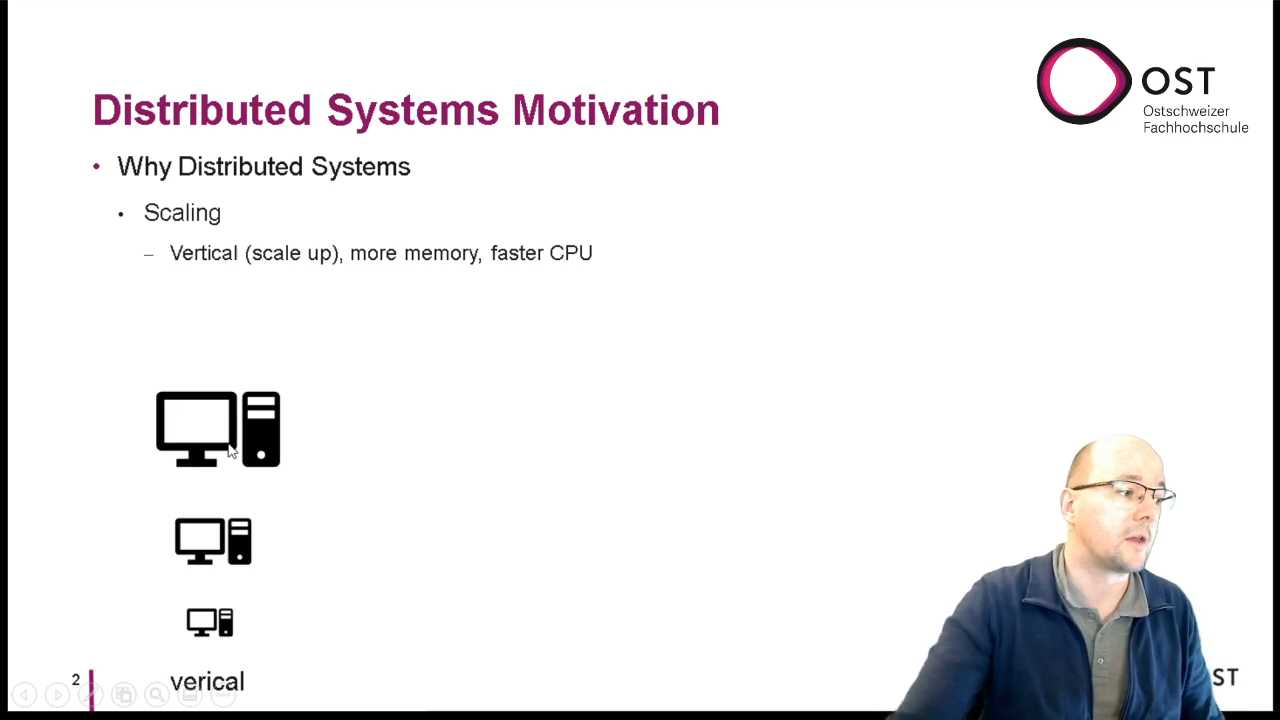 OST
Ostschweizer
Fachhochschule
Distributed Systems Motivation
• Why Distributed Systems
• Scaling
– Vertical (scale up), more memory, faster CPU
verical
2
ST